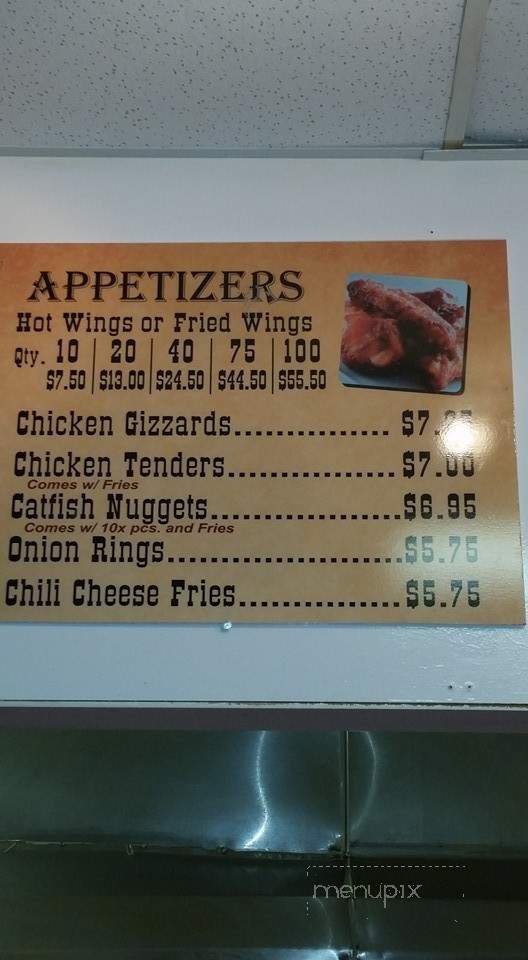 APPETIZERS
Hot Wings or Fried Wings
Qty. 10 20 40 75 100
$7.50 $13.00 $24.50 $44.50 $55.50
Chicken Gizzards...............
Chicken Tenders................$7.00
Comes w/ Fries
Catfish Nuggets..................$6.95
Comes w/ 10x pcs. and Fries
Onion Rings......................$5.75
Chili Cheese Fries...............$5.75
menupix